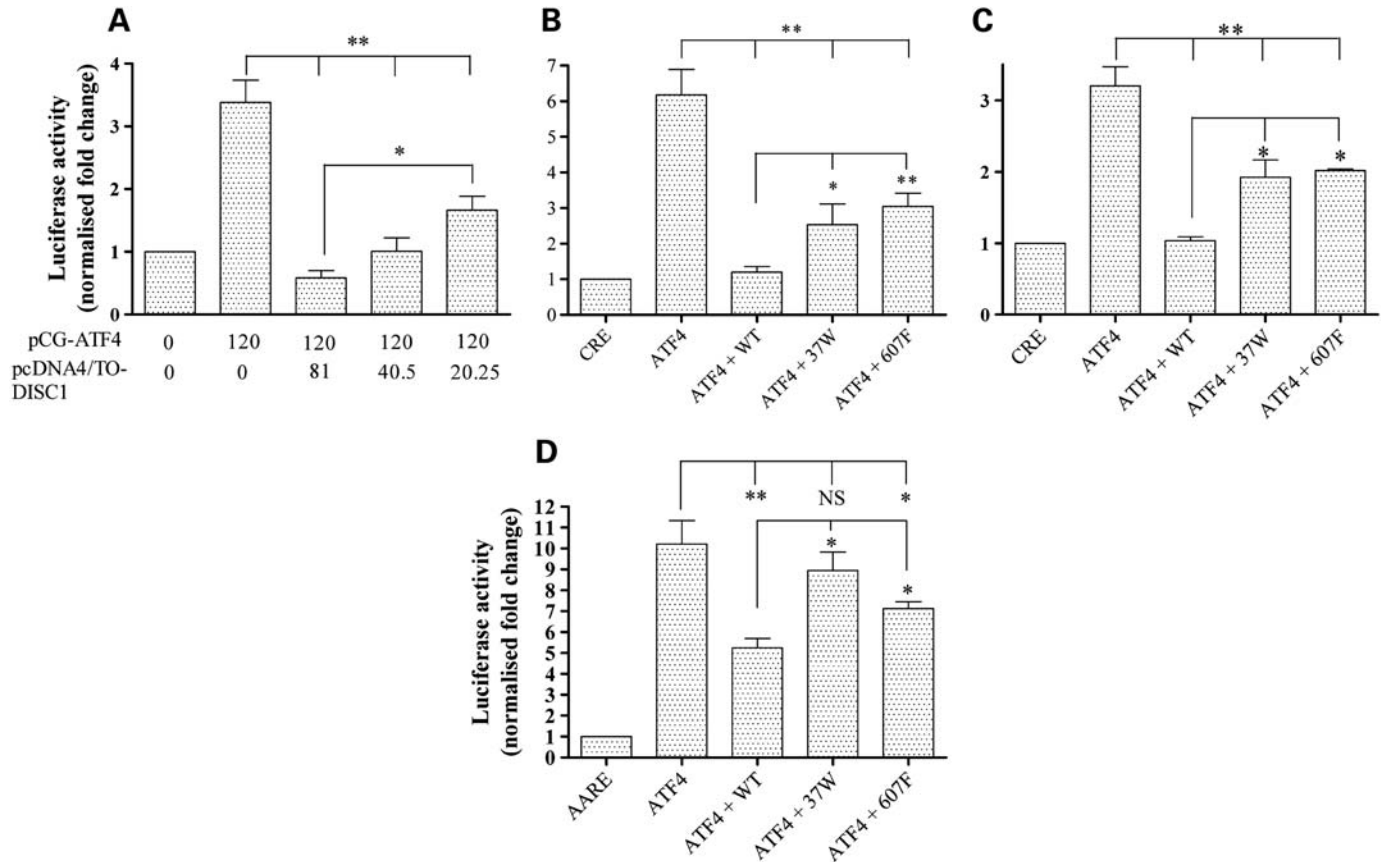 A
**
4
3
2
1
0
*
Luciferase activity
(normalised fold change)
pCG-ATF4 0 120 120 120 120
pcDNA4/TO- 0 0 81 40.5 20.25
DISC1
B
**
7
6
5
4
3
2
1
0
* **
CRE ATF4 ATF4 + WT ATF4 + 37W ATF4 + 607F
C
**
3
2
1
0
* *
CRE ATF4 ATF4 + WT ATF4 + 37W ATF4 + 607F
D
** NS *
12
11
10
9
8
7
6
5
4
3
2
1
0
*
*
Luciferase activity
(normalised fold change)
AARE ATF4 ATF4 + WT ATF4 + 37W ATF4 + 607F